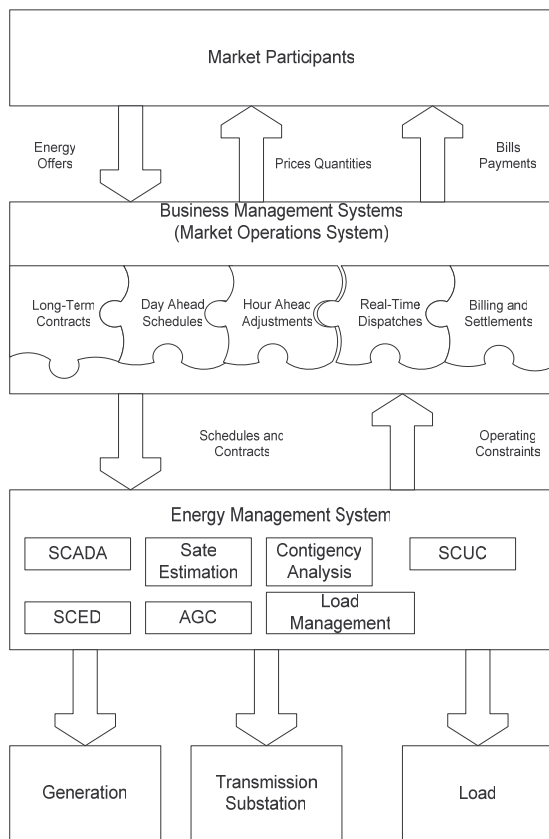 Market Participants
Energy
Offers
Prices Quantities
Bills
Payments
Business Management Systems
(Market Operations System)
Long-Term
Contracts
Day Ahead
Schedules
Hour Ahead
Adjustments
Real-Time
Dispatches
Billing and
Settlements
Schedules and
Contracts
Operating
Constraints
Energy Management System
SCADA
Sate
Estimation
Contigency
Analysis
SCUC
SCED
AGC
Load
Management
Generation
Transmission
Substation
Load